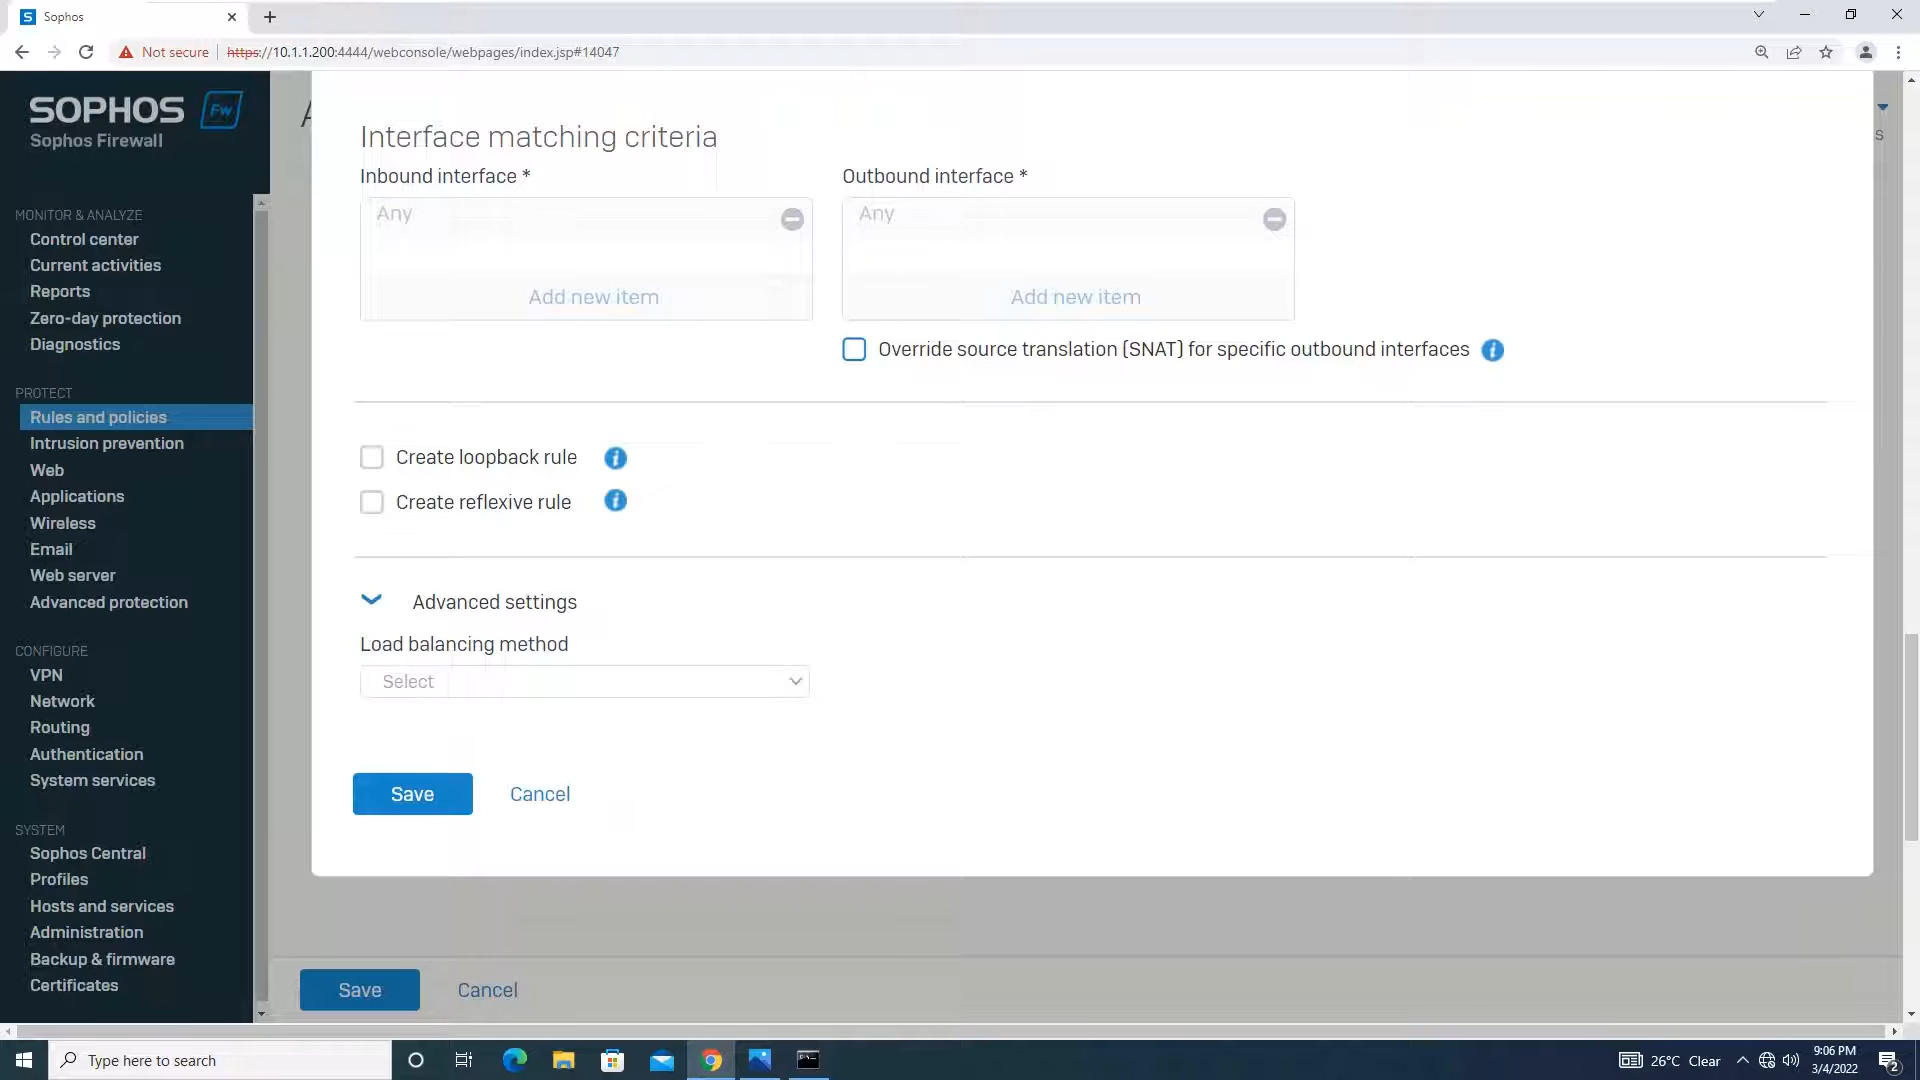 Sophos
Not secure
https://10.1.1.200:4444/webconsole/webpages/index.jsp#14047
SOPHOS
Fw
Sophos Firewall
MONITOR & ANALYZE
Control center
Current activities
Reports
Zero-day protection
Diagnostics
PROTECT
Rules and policies
Intrusion prevention
Web
Applications
Wireless
Email
Web server
Advanced protection
CONFIGURE
VPN
Network
Routing
Authentication
System services
SYSTEM
Sophos Central
Profiles
Hosts and services
Administration
Backup & firmware
Certificates
Interface matching criteria
Inbound interface *
Outbound interface *
Any
Any
Add new item
Add new item
Override source translation (SNAT) for specific outbound interfaces
Create loopback rule
Create reflexive rule
Advanced settings
Load balancing method
Select
Save
Cancel
Save
Cancel
Type here to search
26°C Clear
9:06 PM
3/4/2022
2